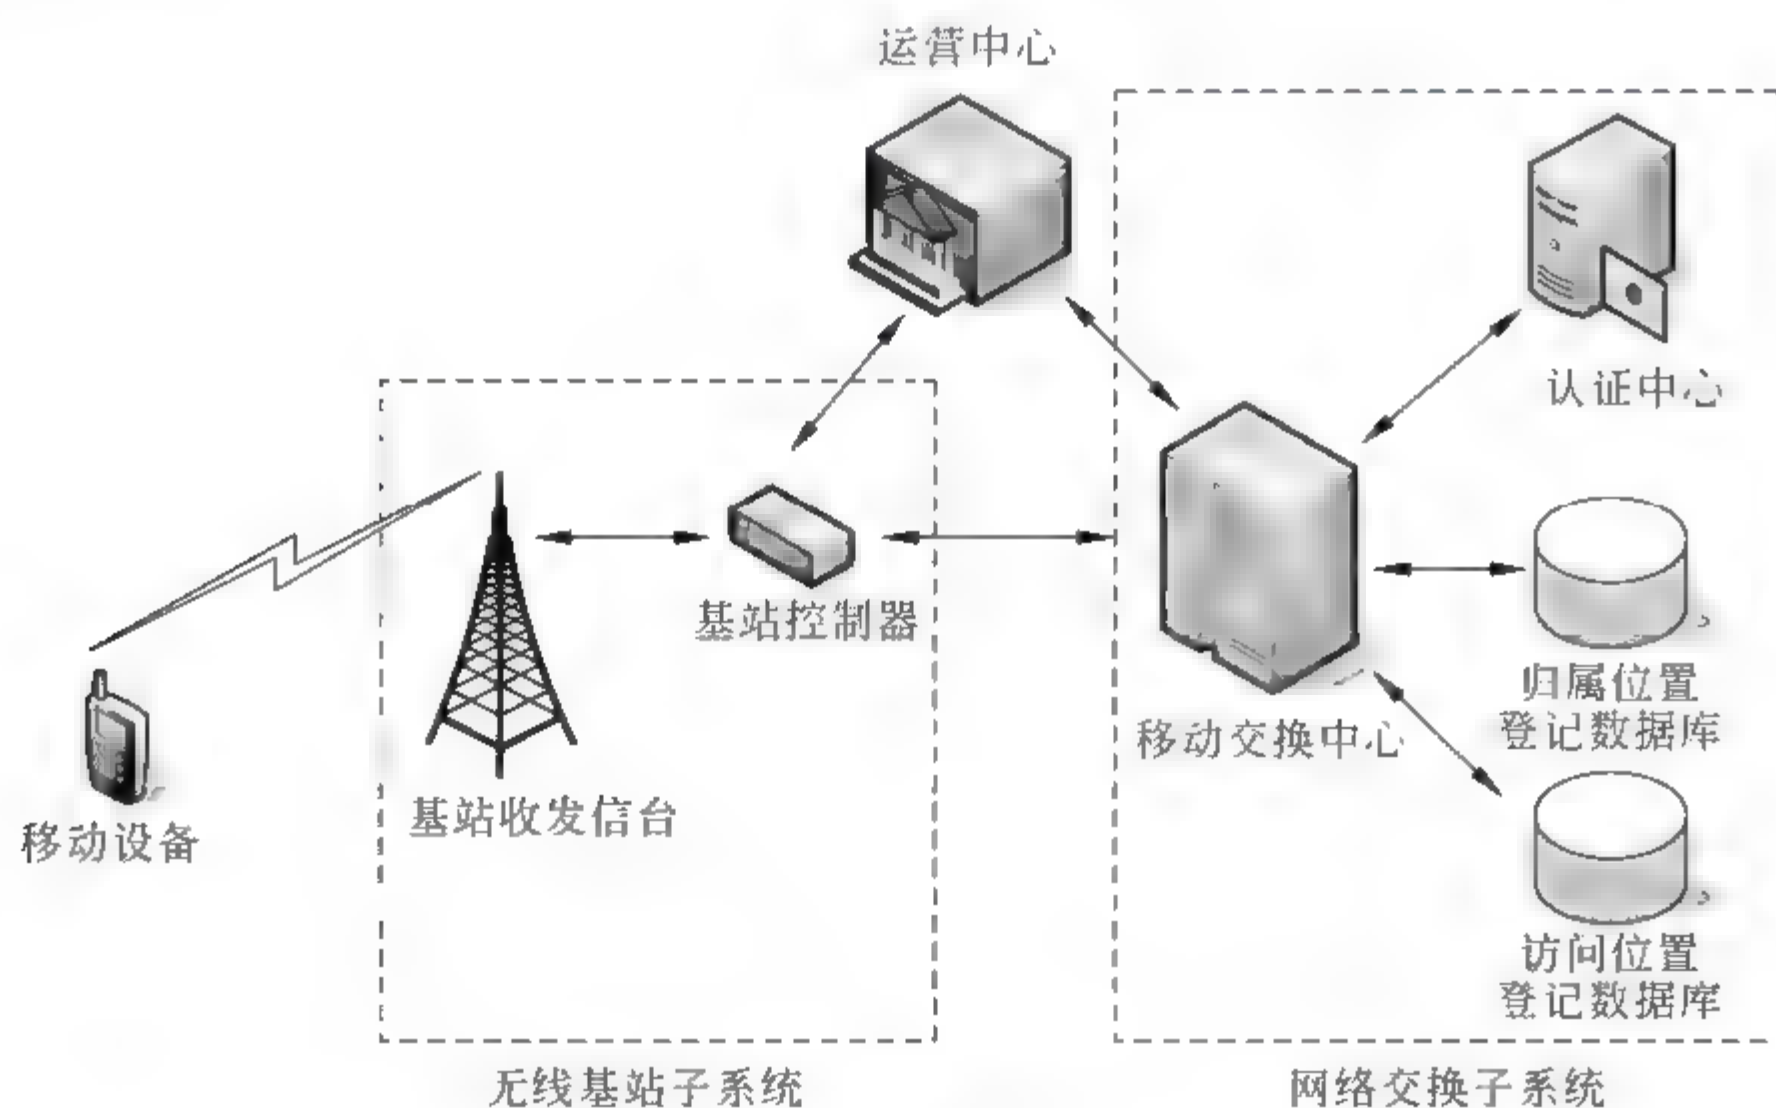 运营中心
认证中心
基站控制器
归属位置
登记数据库
移动交换中心
基站收发信台
移动设备
访问位置
登记数据库
无线基站子系统
网络交换子系统